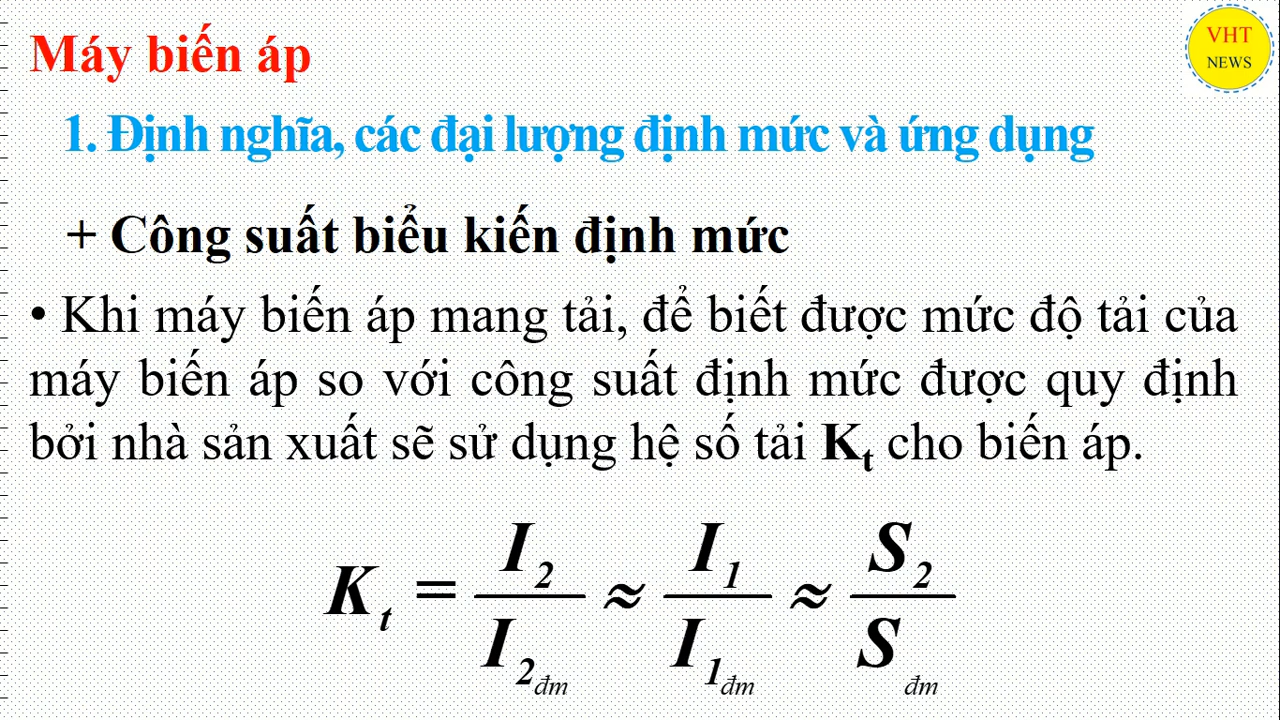 Máy biến áp
VHT
NEWS
1. Định nghĩa, các đại lượng định mức và ứng dụng
+ Công suất biểu kiến định mức
• Khi máy biến áp mang tải, để biết được mức độ tải của
máy biến áp so với công suất định mức được quy định
bởi nhà sản xuất sẽ sử dụng hệ số tải Kt cho biến áp.
Kt = I2 / I2đm ≈ I1 / I1đm ≈ S2 / Sđm